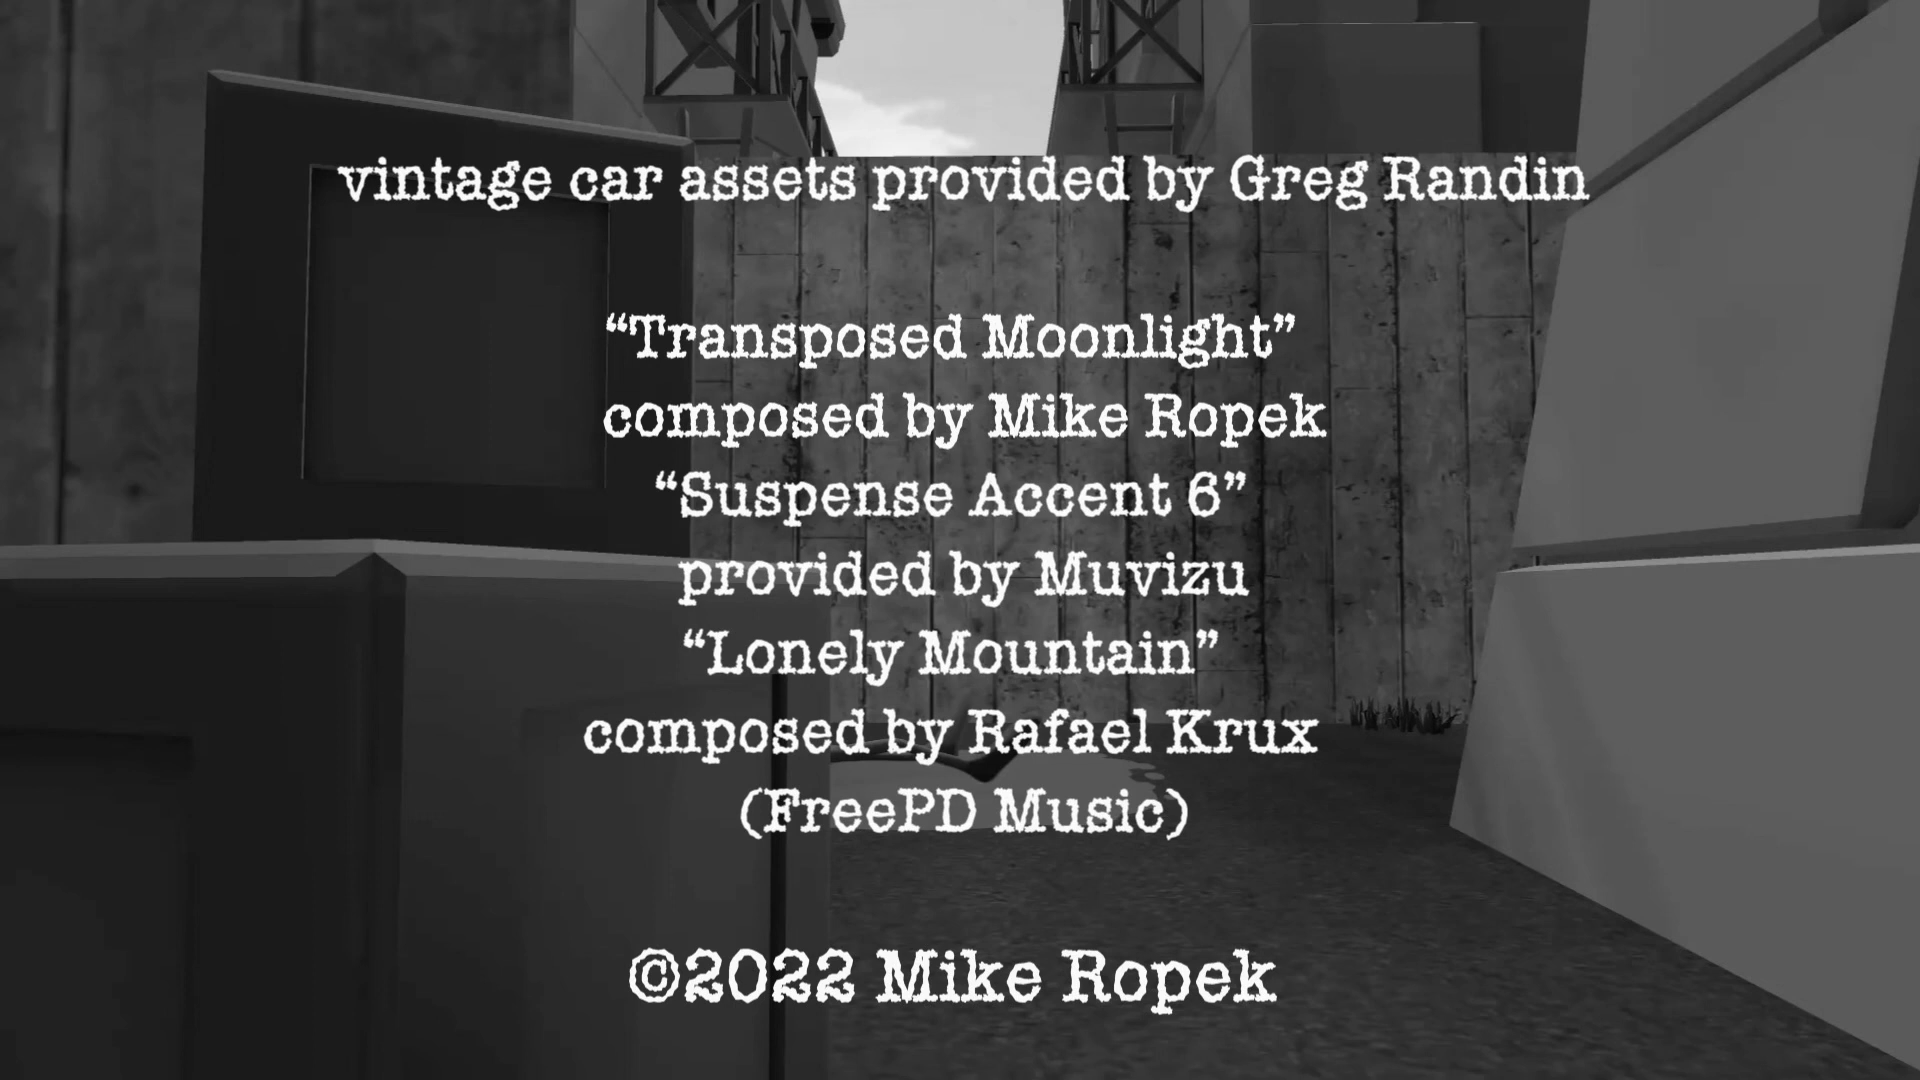 vintage car assets provided by Greg Randin
“Transposed Moonlight”
composed by Mike Ropek
“Suspense Accent 6”
provided by Muvizu
“Lonely Mountain”
composed by Rafael Krux
(FreePD Music)
©2022 Mike Ropek